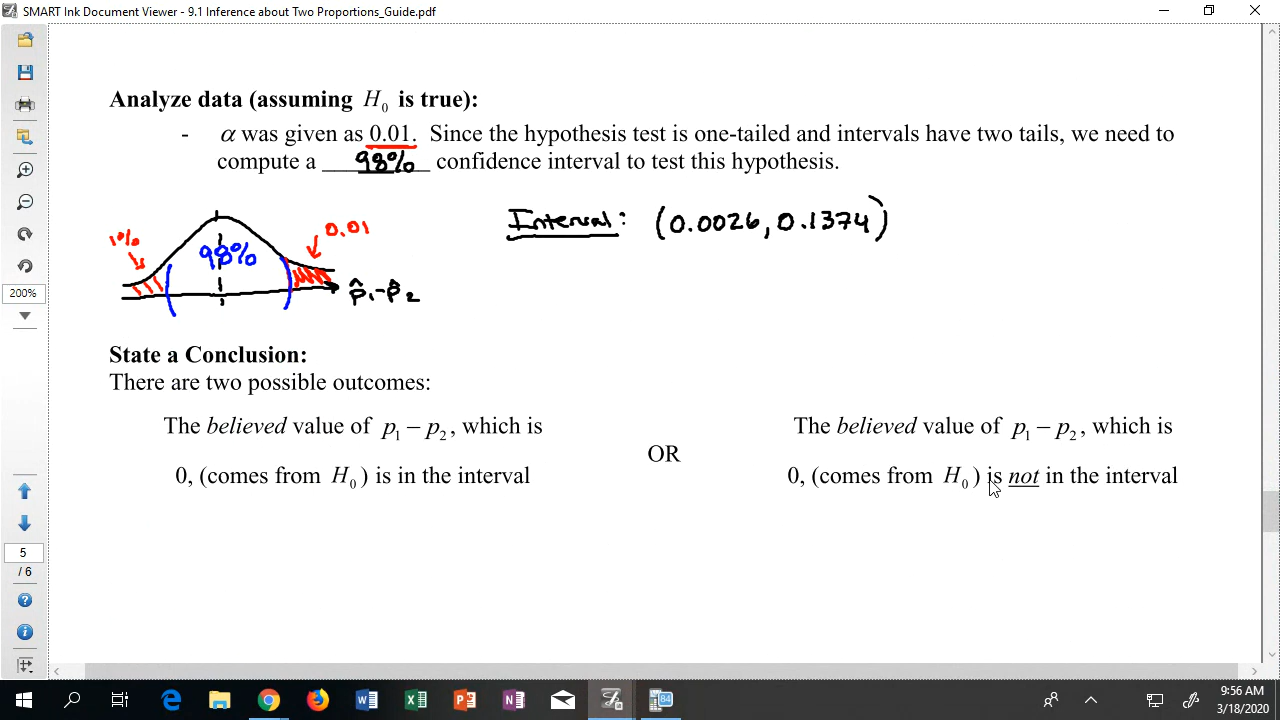 SMART Ink Document Viewer - 9.1 Inference about Two Proportions_Guide.pdf
Analyze data (assuming H₀ is true):
- α was given as 0.01. Since the hypothesis test is one-tailed and intervals have two tails, we need to
compute a 98% confidence interval to test this hypothesis.
Interval: (0.0026, 0.1374)
1% 98% 0.01
p̂₁-p̂₂
200%
State a Conclusion:
There are two possible outcomes:
The believed value of p₁ − p₂, which is
0, (comes from H₀) is in the interval
OR
The believed value of p₁ − p₂, which is
0, (comes from H₀) is not in the interval
5
/ 6
64
9:56 AM
3/18/2020